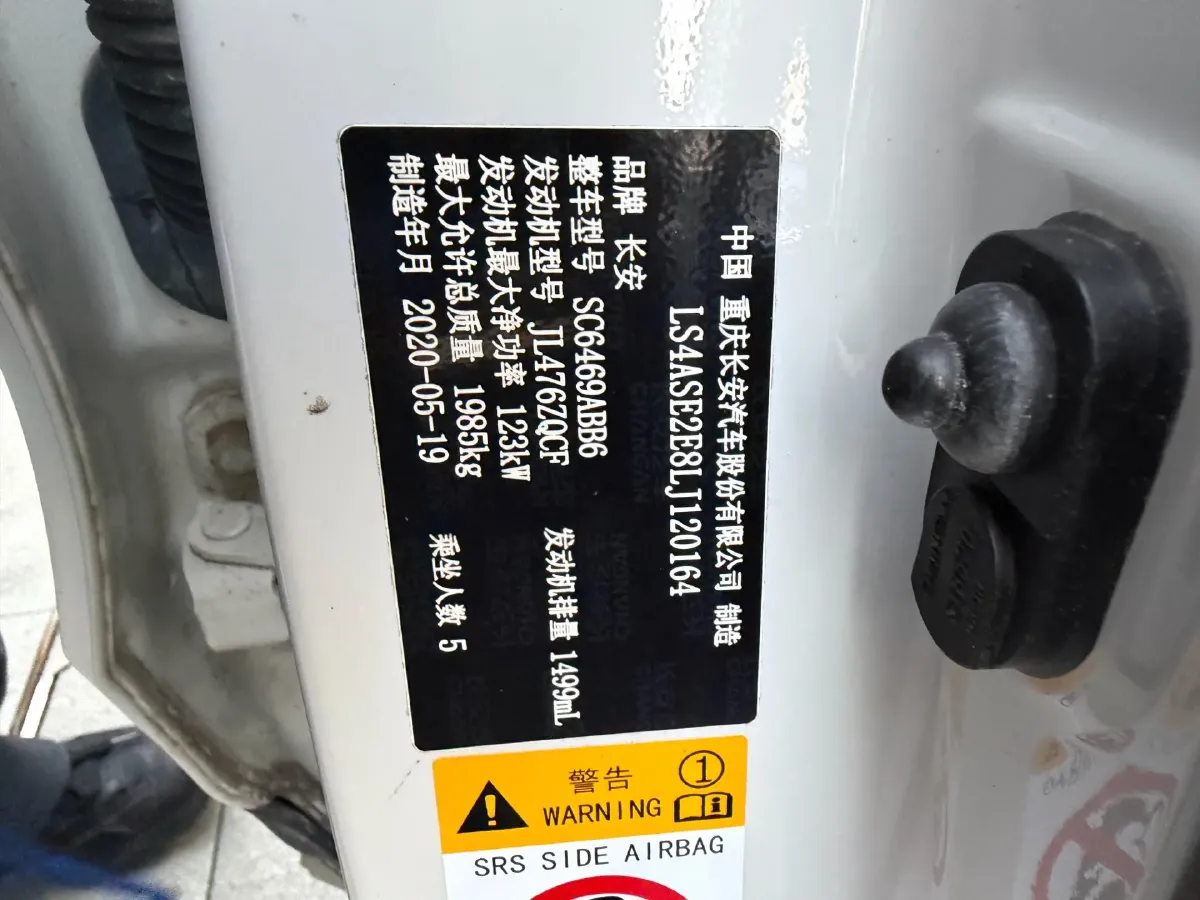 中国 重庆长安汽车股份有限公司 制造
LS4ASE2E8LJ120164
品牌 长安
整车型号 SC6469ABB6
发动机型号 JL476ZQCF 发动机排量 1499mL
发动机最大净功率 123kW
最大允许总质量 1985kg 乘坐人数 5
制造年月 2020-05-19
警告 ①
WARNING
SRS SIDE AIRBAG